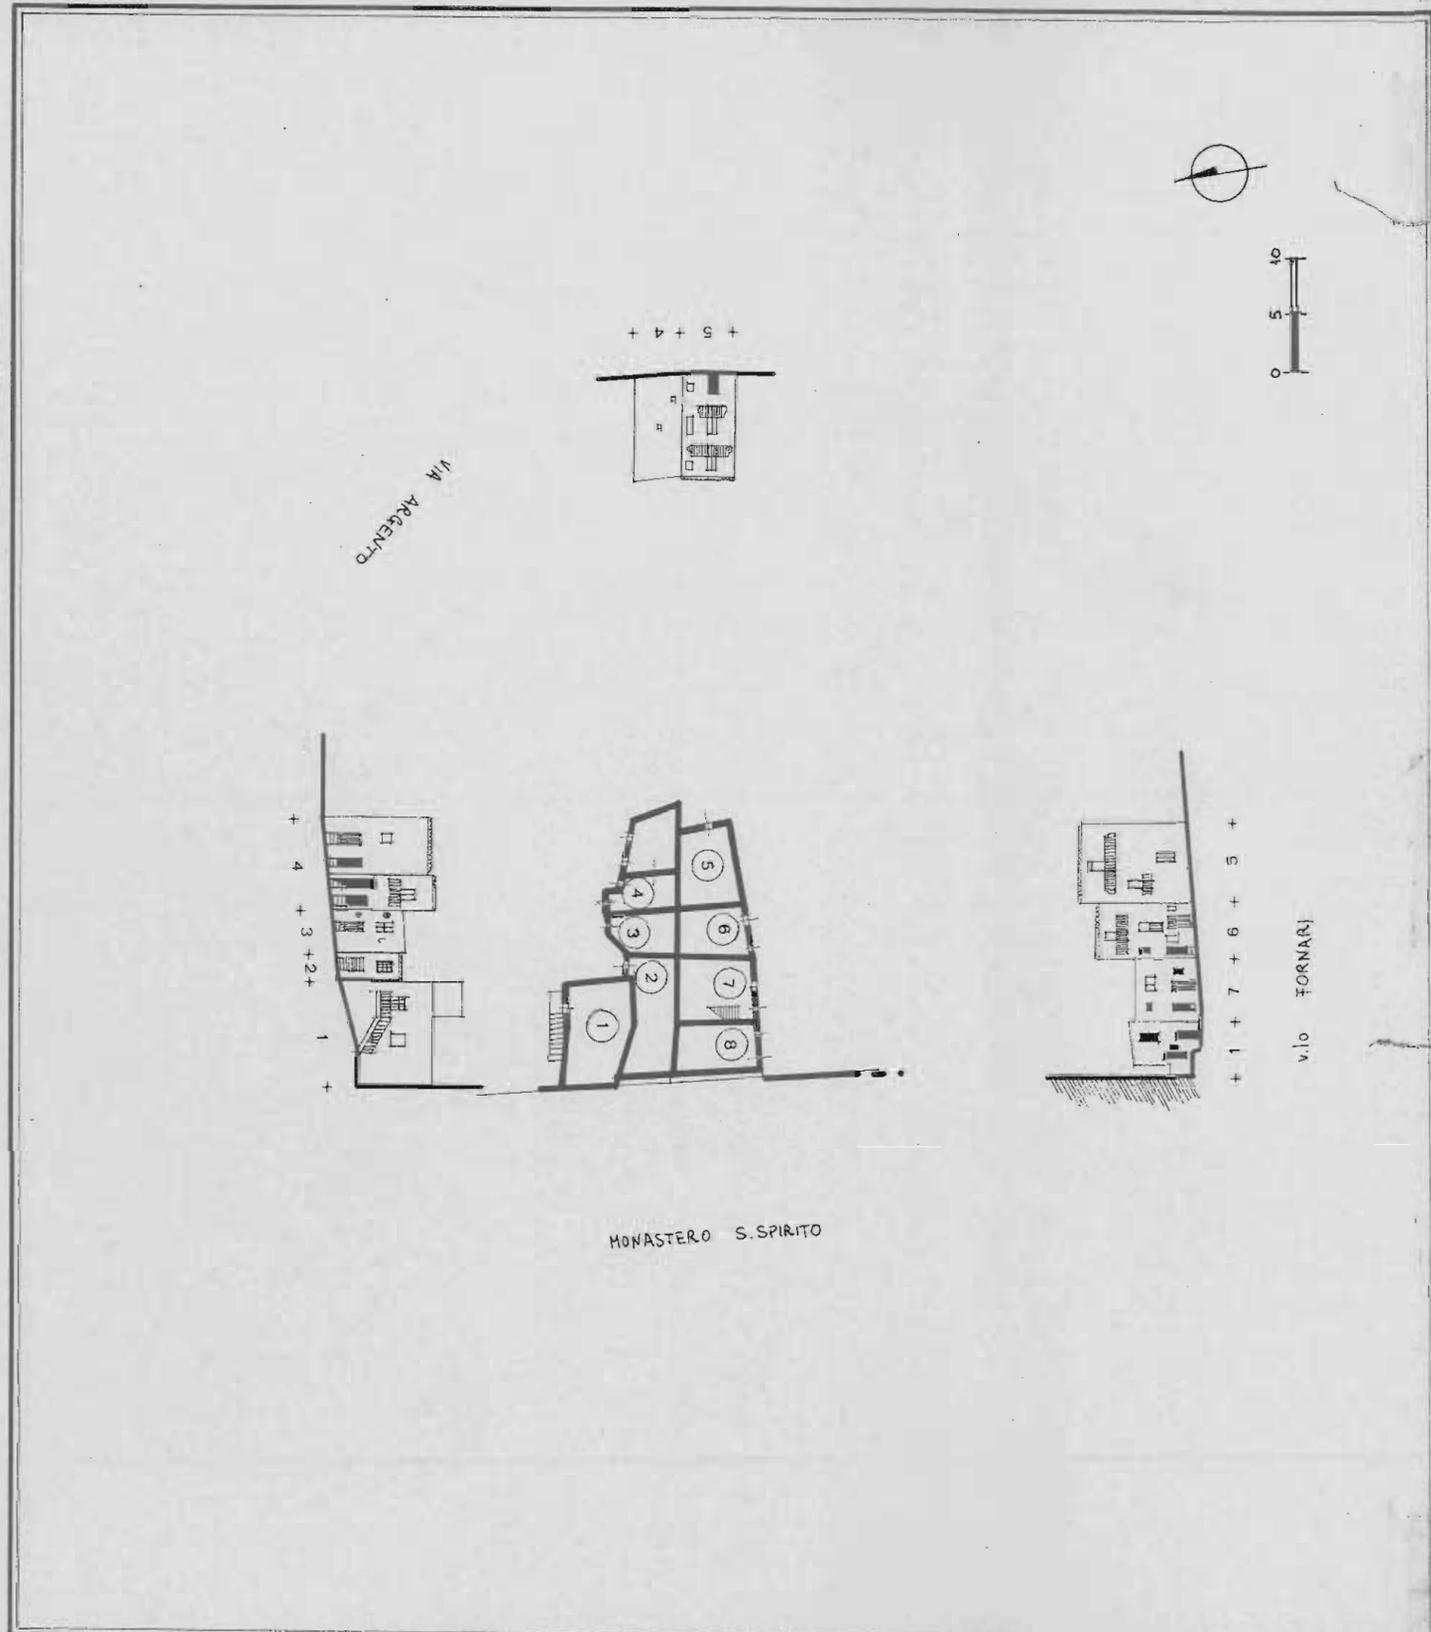 10
5
0
+ 4 + 5 +
VIA ARGENTO
+ 4 + 3 + 2 + 1 +
4
3
2
1
5
6
7
8
+ 1 + 7 + 6 + 5 +
V.lo FORNARI
MONASTERO S. SPIRITO